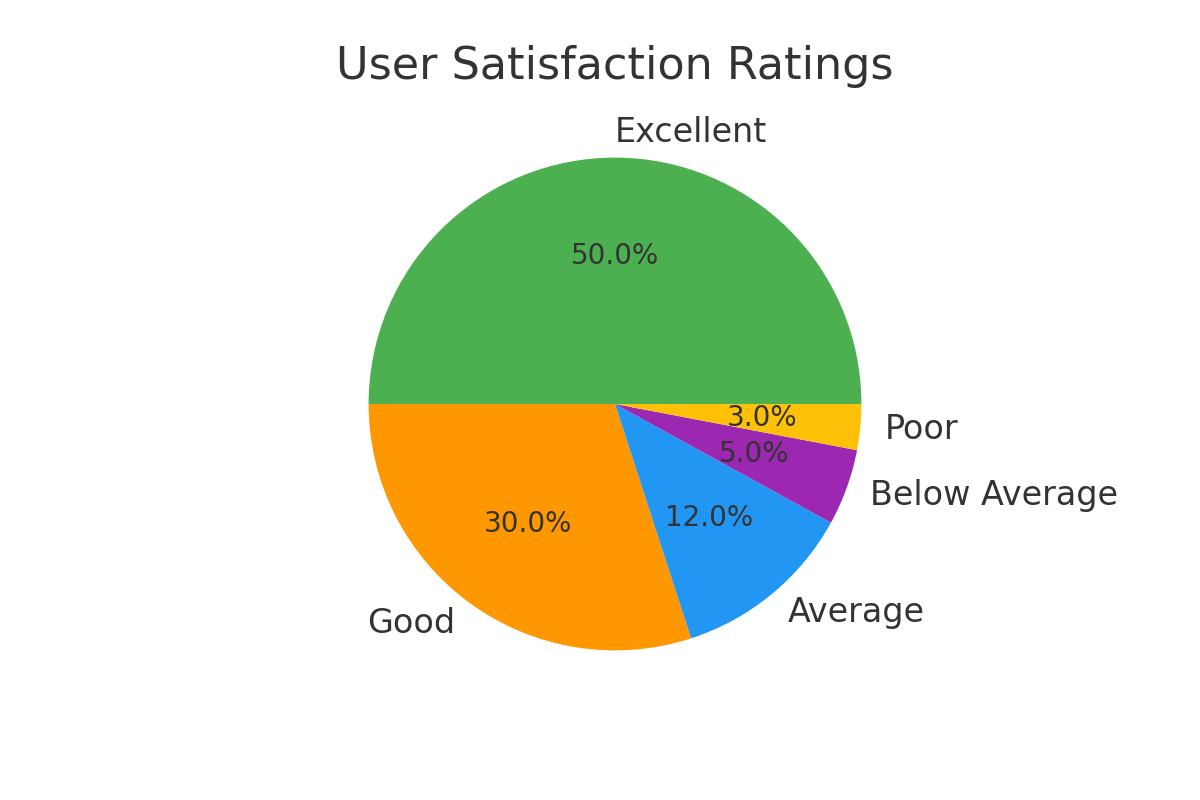 User Satisfaction Ratings
Excellent
50.0%
3.0%
Poor
5.0%
Below Average
30.0%
12.0%
Good
Average